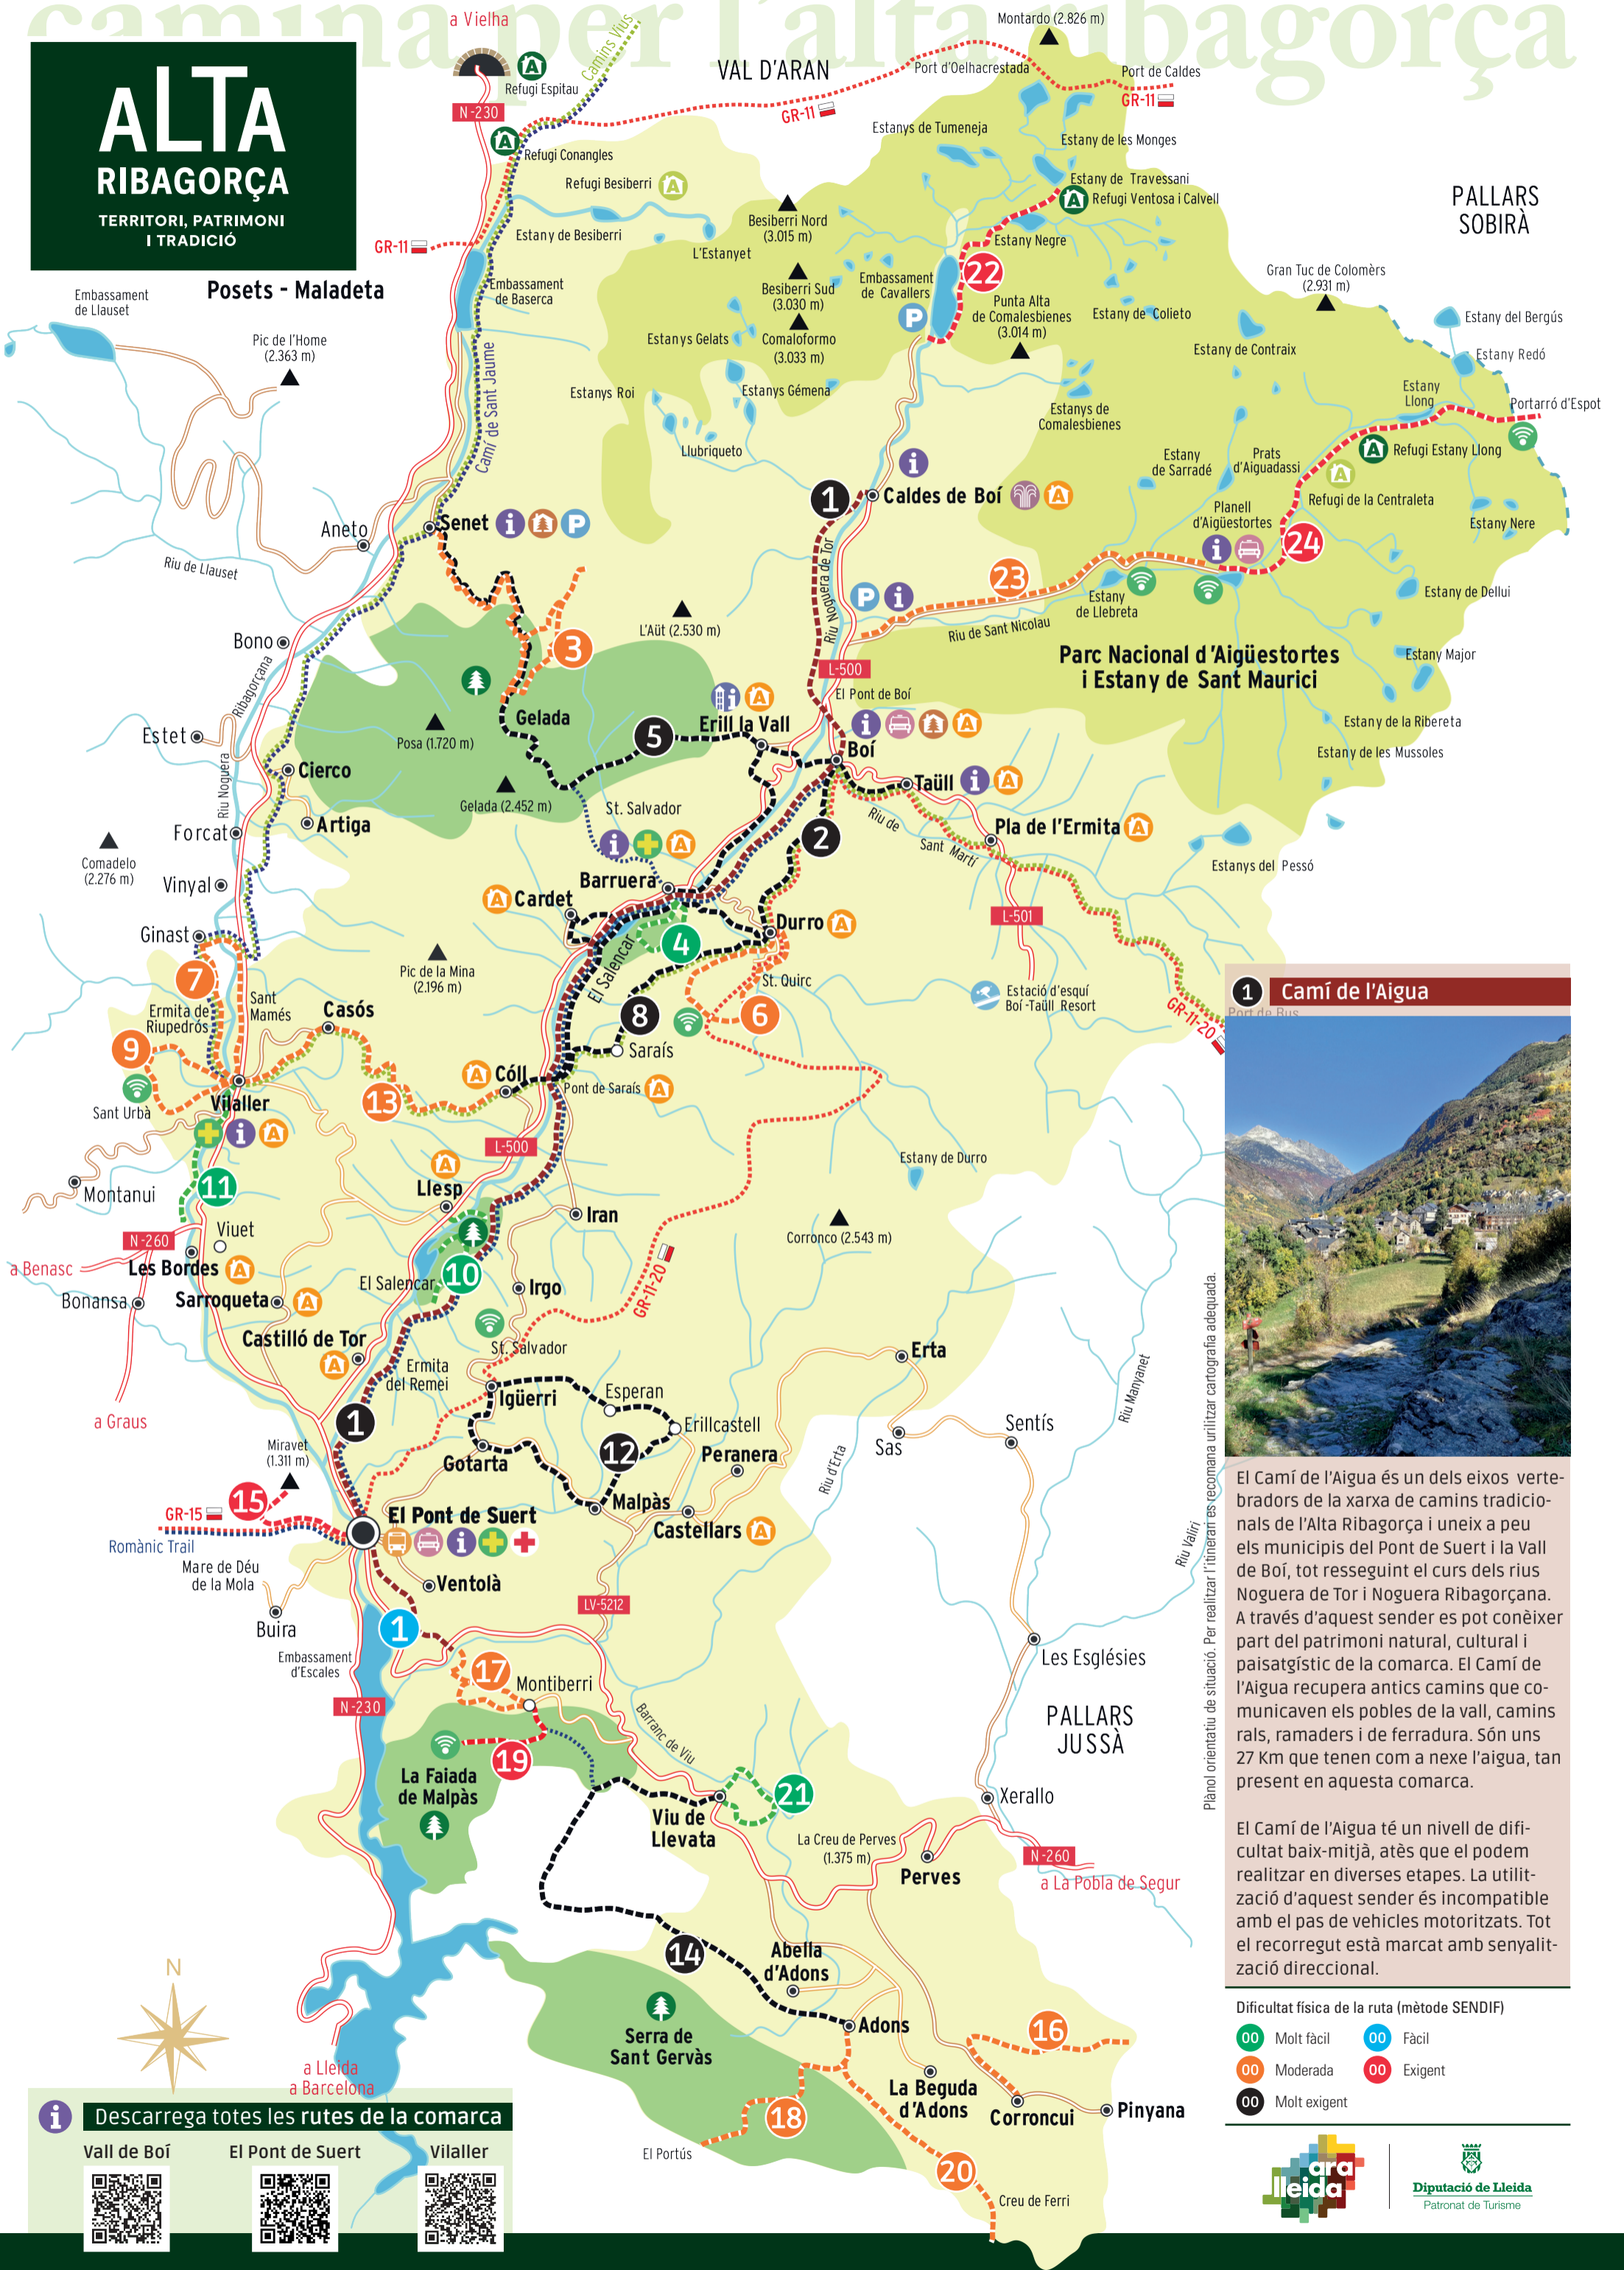 camina per l'alta ribagorça
ALTA
RIBAGORÇA
TERRITORI, PATRIMONI
I TRADICIÓ
a Vielha
Refugi Espitau
Camins Vius
N-230
VAL D'ARAN
Montardo (2.826 m)
Port d'Oelhacrestada
Port de Caldes
GR-11
GR-11
Refugi Conangles
Refugi Besiberri
Estanys de Tumeneja
Estany de les Monges
Estany de Travessani
Refugi Ventosa i Calvell
PALLARS
SOBIRÀ
GR-11
Estany de Besiberri
L'Estanyet
Besiberri Nord
(3.015 m)
Estany Negre
22
Posets - Maladeta
Embassament
de Llauset
Pic de l'Home
(2.363 m)
Embassament
de Baserca
Besiberri Sud
(3.030 m)
Embassament
de Cavallers
P
Punta Alta
de Comalesbienes
(3.014 m)
Gran Tuc de Colomèrs
(2.931 m)
Estany de Colieto
Estany del Bergús
Estany Redó
Estanys Gelats
Comaloformo
(3.033 m)
Estany de Contraix
Camí de Sant Jaume
Estanys Roi
Estanys Gémena
Estany
Llong
Portarró d'Espot
Estanys de
Comalesbienes
Llubriqueto
Refugi Estany Llong
Estany
de Sarradé
Prats
d'Aiguadassi
Refugi de la Centraleta
1
Caldes de Boí
Planell
d'Aigüestortes
Estany Nere
24
Aneto
Senet
P
Riu de Llauset
Riu Noguera de Tor
23
Estany
de Llebreta
Estany de Dellui
P
L'Aüt (2.530 m)
Riu de Sant Nicolau
Bono
3
Parc Nacional d'Aigüestortes
i Estany de Sant Maurici
Estany Major
L-500
Ribagorçana
El Pont de Boí
Gelada
Erill la Vall
5
Estet
Posa (1.720 m)
Boí
Estany de la Ribereta
Estany de les Mussoles
Cierco
Taüll
Riu Noguera
Gelada (2.452 m)
St. Salvador
Artiga
Forcat
2
Riu de
Sant Martí
Pla de l'Ermita
Comadelo
(2.276 m)
Estanys del Pessó
Vinyal
Barruera
Cardet
Durro
L-501
Ginast
4
El Salencar
7
Pic de la Mina
(2.196 m)
St. Quirc
Estació d'esquí
Boí-Taüll Resort
Sant
Mamés
Ermita de
Riupedrós
Casós
8
6
GR-11-20
9
Saraís
Sant Urbà
Cóll
Pont de Saraís
13
Vilaller
L-500
Estany de Durro
Montanui
11
Llesp
Viuet
Iran
Corronco (2.543 m)
N-260
a Benasc
Les Bordes
El Salencar
10
Irgo
GR-11-20
Bonansa
Sarroqueta
Castilló de Tor
St. Salvador
Ermita
del Remei
Erta
Riu Manyanet
a Graus
1
Igüerri
Esperan
Erillcastell
Miravet
(1.311 m)
Gotarta
12
Peranera
Sas
Sentís
Riu d'Erta
15
GR-15
Romànic Trail
El Pont de Suert
Malpàs
Castellars
Riu Valiri
Mare de Déu
de la Mola
Ventolà
Buira
LV-5212
1
Embassament
d'Escales
17
Montiberri
Les Esglésies
N-230
PALLARS
JUSSÀ
Barranc de Viu
19
La Faiada
de Malpàs
21
Viu de
Llevata
Xerallo
La Creu de Perves
(1.375 m)
Perves
N-260
a La Pobla de Segur
14
Abella
d'Adons
Serra de
Sant Gervàs
Adons
16
La Beguda
d'Adons
Corroncui
Pinyana
18
El Portús
20
Creu de Ferri
N
a Lleida
a Barcelona
Descarrega totes les rutes de la comarca
Vall de Boí
El Pont de Suert
Vilaller
Plànol orientatiu de situació. Per realitzar l'itinerari es recomana urilitzar cartografia adequada.
1 Camí de l'Aigua
Port de Rus
El Camí de l'Aigua és un dels eixos verte-
bradors de la xarxa de camins tradicio-
nals de l'Alta Ribagorça i uneix a peu
els municipis del Pont de Suert i la Vall
de Boí, tot resseguint el curs dels rius
Noguera de Tor i Noguera Ribagorçana.
A través d'aquest sender es pot conèixer
part del patrimoni natural, cultural i
paisatgístic de la comarca. El Camí de
l'Aigua recupera antics camins que co-
municaven els pobles de la vall, camins
rals, ramaders i de ferradura. Són uns
27 Km que tenen com a nexe l'aigua, tan
present en aquesta comarca.
El Camí de l'Aigua té un nivell de difi-
cultat baix-mitjà, atès que el podem
realitzar en diverses etapes. La utilit-
zació d'aquest sender és incompatible
amb el pas de vehicles motoritzats. Tot
el recorregut està marcat amb senyalit-
zació direccional.
Dificultat física de la ruta (mètode SENDIF)
00 Molt fàcil
00 Fàcil
00 Moderada
00 Exigent
00 Molt exigent
ara
lleida
Diputació de Lleida
Patronat de Turisme